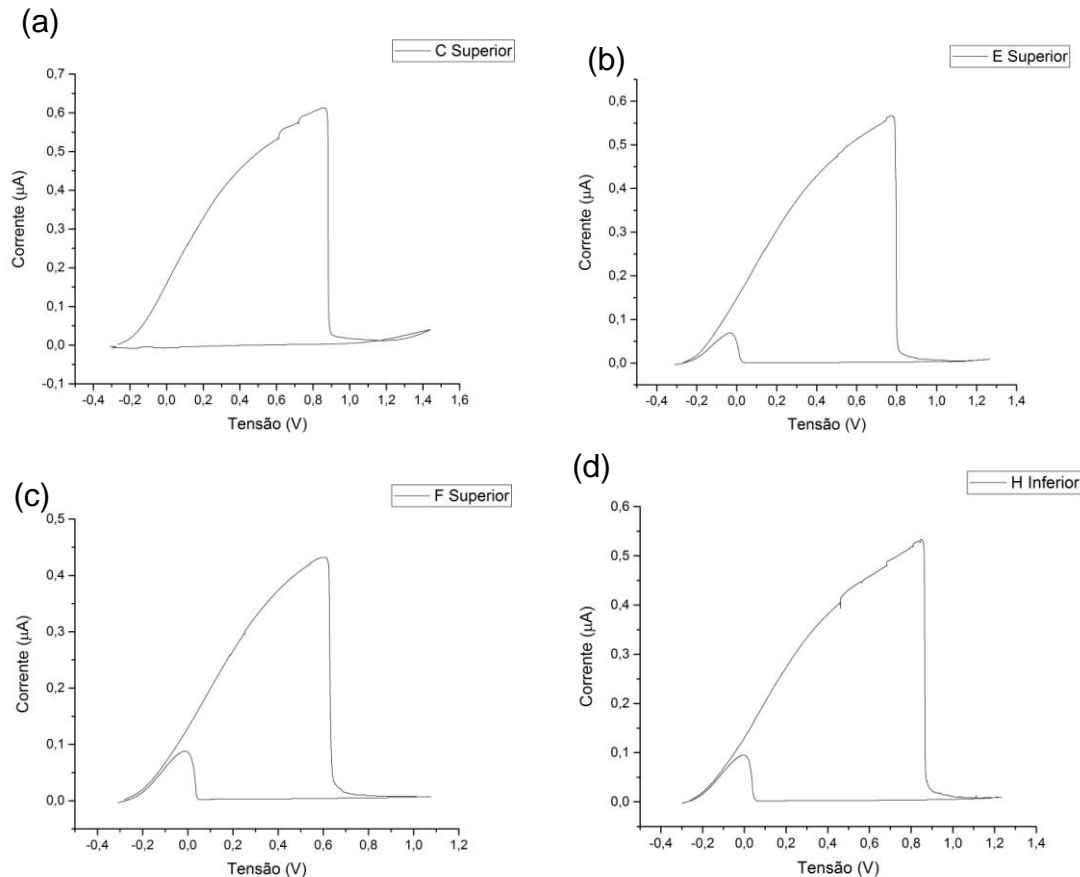 (a)
C Superior
0,7
0,6
0,5
0,4
0,3
0,2
0,1
0,0
-0,1
Corrente (μA)
-0,4 -0,2 0,0 0,2 0,4 0,6 0,8 1,0 1,2 1,4 1,6
Tensão (V)
(b)
E Superior
0,6
0,5
0,4
0,3
0,2
0,1
0,0
Corrente (μA)
-0,4 -0,2 0,0 0,2 0,4 0,6 0,8 1,0 1,2 1,4
Tensão (V)
(c)
F Superior
0,5
0,4
0,3
0,2
0,1
0,0
Corrente (μA)
-0,4 -0,2 0,0 0,2 0,4 0,6 0,8 1,0 1,2
Tensão (V)
(d)
H Inferior
0,6
0,5
0,4
0,3
0,2
0,1
0,0
Corrente (μA)
-0,4 -0,2 0,0 0,2 0,4 0,6 0,8 1,0 1,2 1,4
Tensão (V)